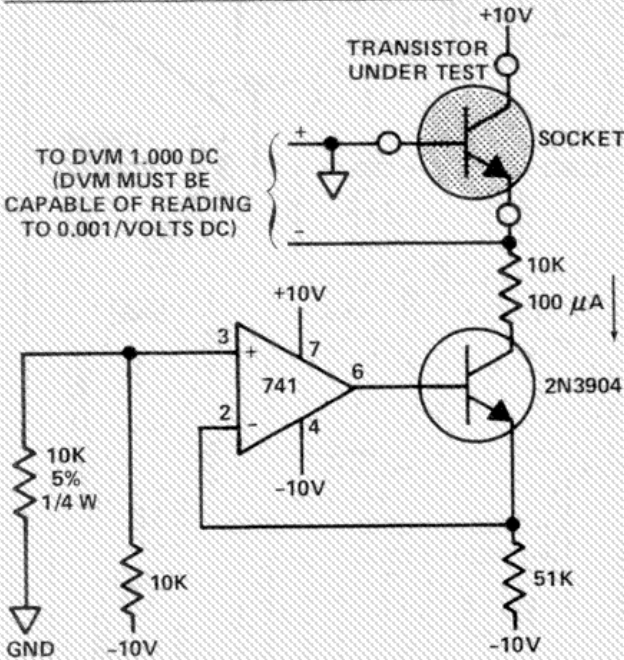 +10V
TRANSISTOR
UNDER TEST
SOCKET
+
TO DVM 1.000 DC
(DVM MUST BE
CAPABLE OF READING
TO 0.001/VOLTS DC)
-
10K
100 μA
+10V
3
+
7
741
6
2N3904
2
-
4
10K
5%
1/4 W
-10V
10K
51K
GND
-10V
-10V